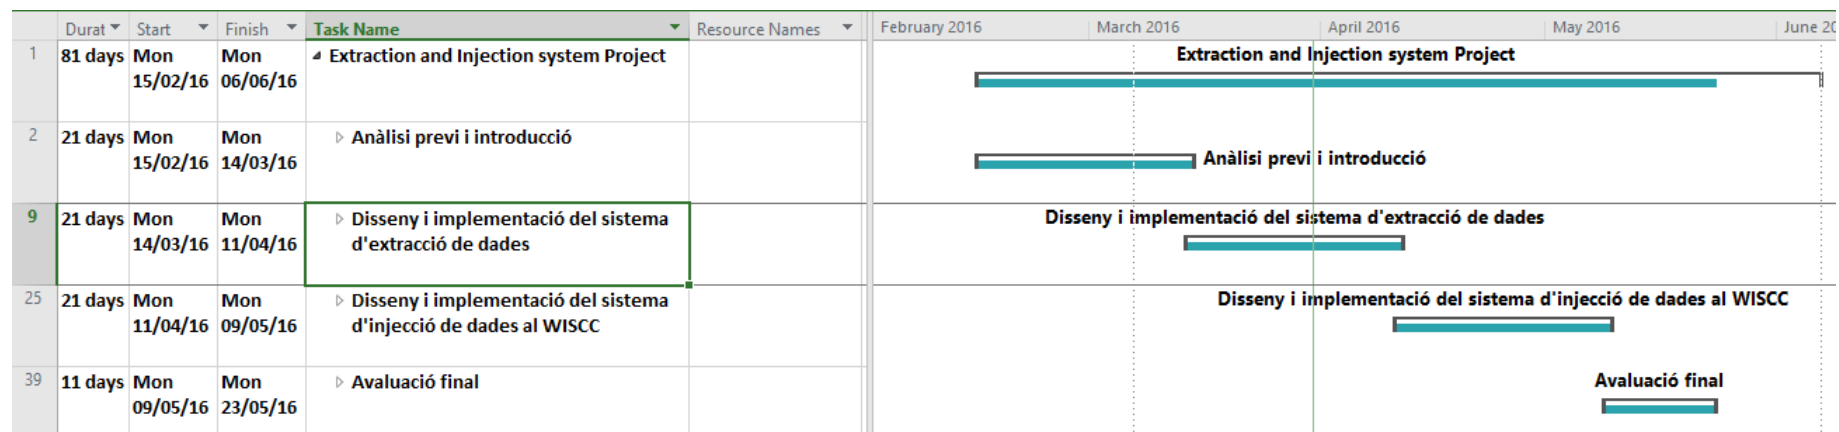 Durat Start Finish Task Name Resource Names February 2016 March 2016 April 2016 May 2016 June 20
1 81 days Mon Mon Extraction and Injection system Project Extraction and Injection system Project
15/02/16 06/06/16
2 21 days Mon Mon Anàlisi previ i introducció
15/02/16 14/03/16 Anàlisi previ i introducció
9 21 days Mon Mon Disseny i implementació del sistema Disseny i implementació del sistema d'extracció de dades
14/03/16 11/04/16 d'extracció de dades
25 21 days Mon Mon Disseny i implementació del sistema Disseny i implementació del sistema d'injecció de dades al WISCC
11/04/16 09/05/16 d'injecció de dades al WISCC
39 11 days Mon Mon Avaluació final Avaluació final
09/05/16 23/05/16